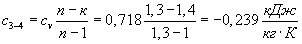 c₃₋₄ = cᵥ (n − k)/(n − 1) = 0,718 (1,3 − 1,4)/(1,3 − 1) = −0,239 кДж/(кг · К)